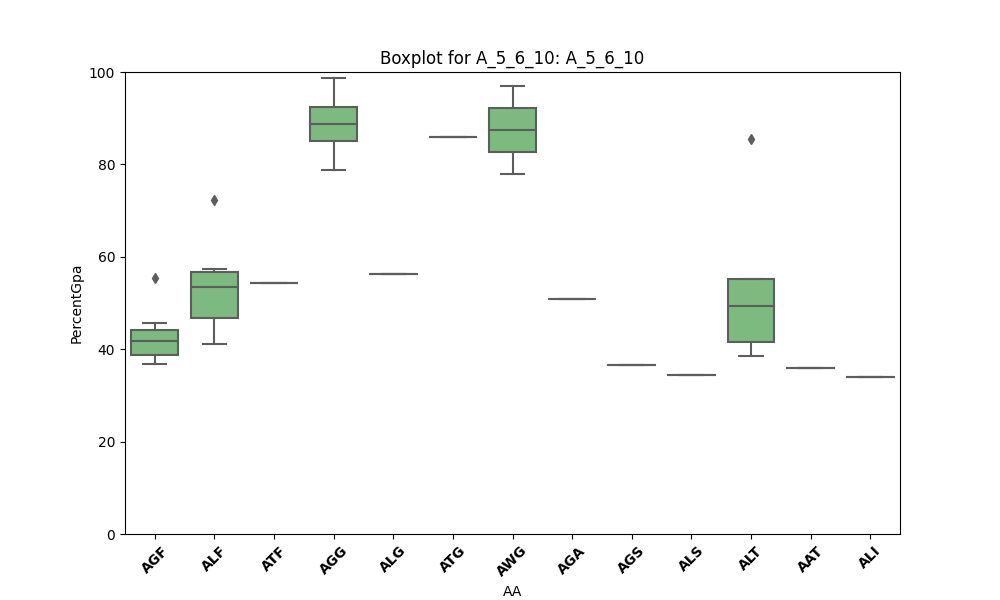 Boxplot for A_5_6_10: A_5_6_10
100
80
60
40
20
0
PercentGpa
AGF ALF ATF AGG ALG ATG AWG AGA AGS ALS ALT AAT ALI
AA